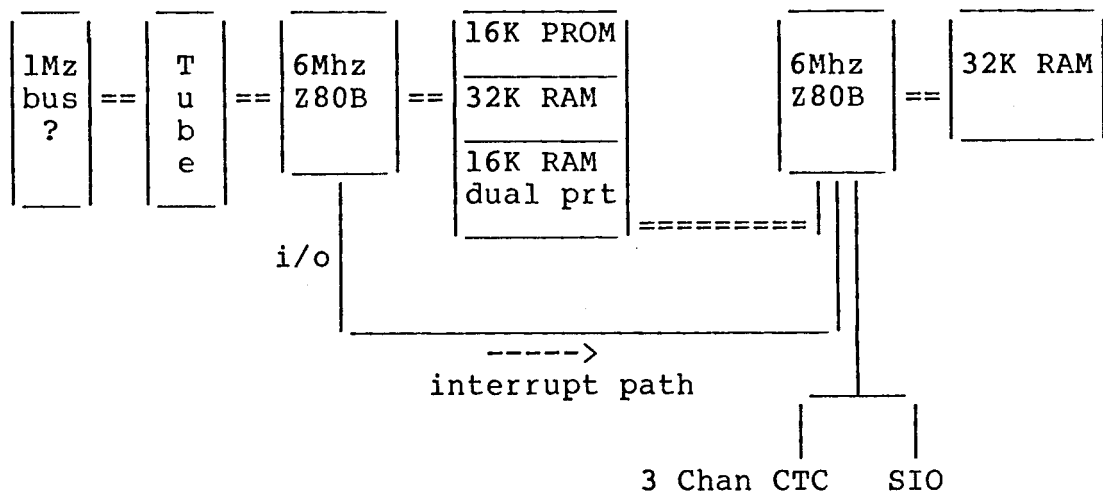 1Mz
bus
?
==
T
u
b
e
==
6Mhz
Z80B
==
16K PROM
32K RAM
16K RAM
dual prt
=========
6Mhz
Z80B
==
32K RAM
i/o
----->
interrupt path
3 Chan CTC
SIO